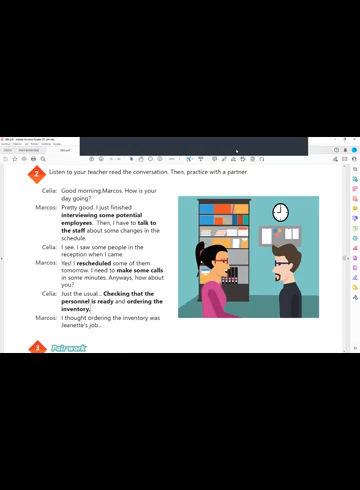 2 Listen to your teacher read the conversation. Then, practice with a partner.
Celia: Good morning,Marcos. How is your
day going?
Marcos: Pretty good. I just finished
interviewing some potential
employees. Then, I have to talk to
the staff about some changes in the
schedule.
Celia: I see. I saw some people in the
reception when I came.
Marcos: Yes! I rescheduled some of them
tomorrow. I need to make some calls
in some minutes. Anyways, how about
you?
Celia: Just the usual... Checking that the
personnel is ready and ordering the
inventory.
Marcos: I thought ordering the inventory was
Jeanette's job...
3 Pair work